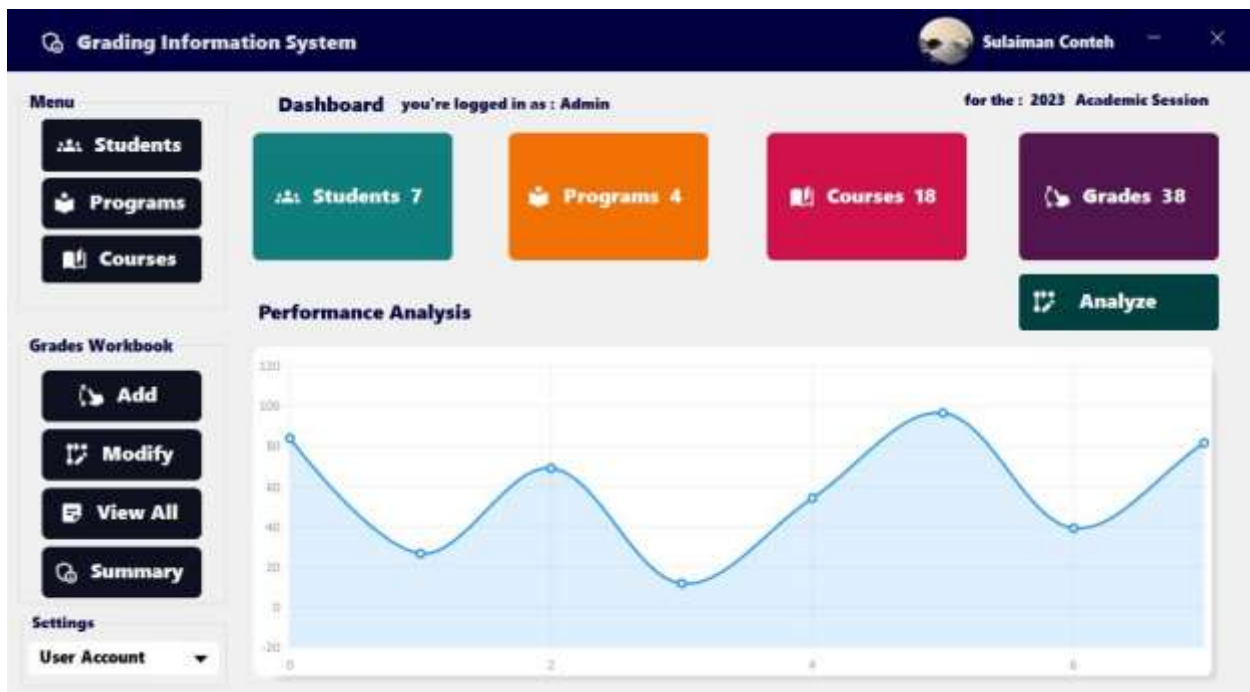 Grading Information System
Sulaiman Conteh
Menu
Students
Programs
Courses
Dashboard you're logged in as : Admin
for the : 2023 Academic Session
Students 7
Programs 4
Courses 18
Grades 38
Analyze
Performance Analysis
Grades Workbook
Add
Modify
View All
Summary
Settings
User Account
120
100
80
60
40
20
0
-20
0
2
4
6